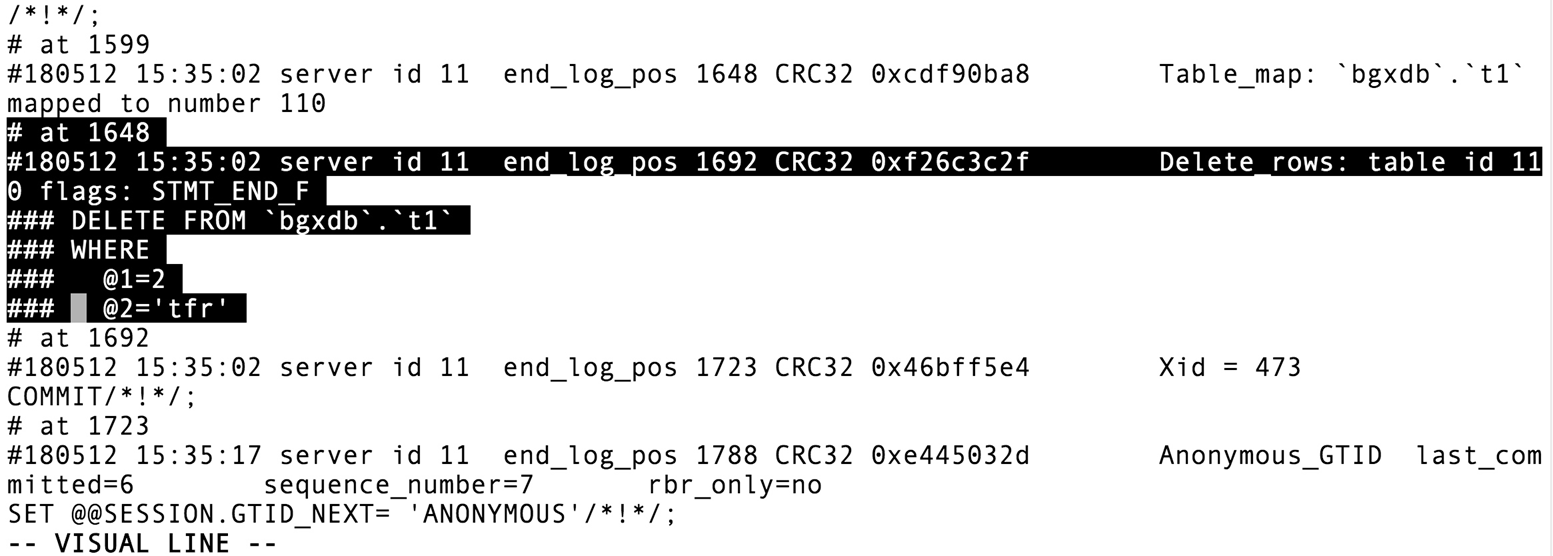 /*!*/;
# at 1599
#180512 15:35:02 server id 11  end_log_pos 1648 CRC32 0xcdf90ba8        Table_map: `bgxdb`.`t1`
mapped to number 110
# at 1648
#180512 15:35:02 server id 11  end_log_pos 1692 CRC32 0xf26c3c2f        Delete_rows: table id 11
0 flags: STMT_END_F
### DELETE FROM `bgxdb`.`t1`
### WHERE
###   @1=2
###   @2='tfr'
# at 1692
#180512 15:35:02 server id 11  end_log_pos 1723 CRC32 0x46bff5e4        Xid = 473
COMMIT/*!*/;
# at 1723
#180512 15:35:17 server id 11  end_log_pos 1788 CRC32 0xe445032d        Anonymous_GTID  last_com
mitted=6        sequence_number=7       rbr_only=no
SET @@SESSION.GTID_NEXT= 'ANONYMOUS'/*!*/;
-- VISUAL LINE --